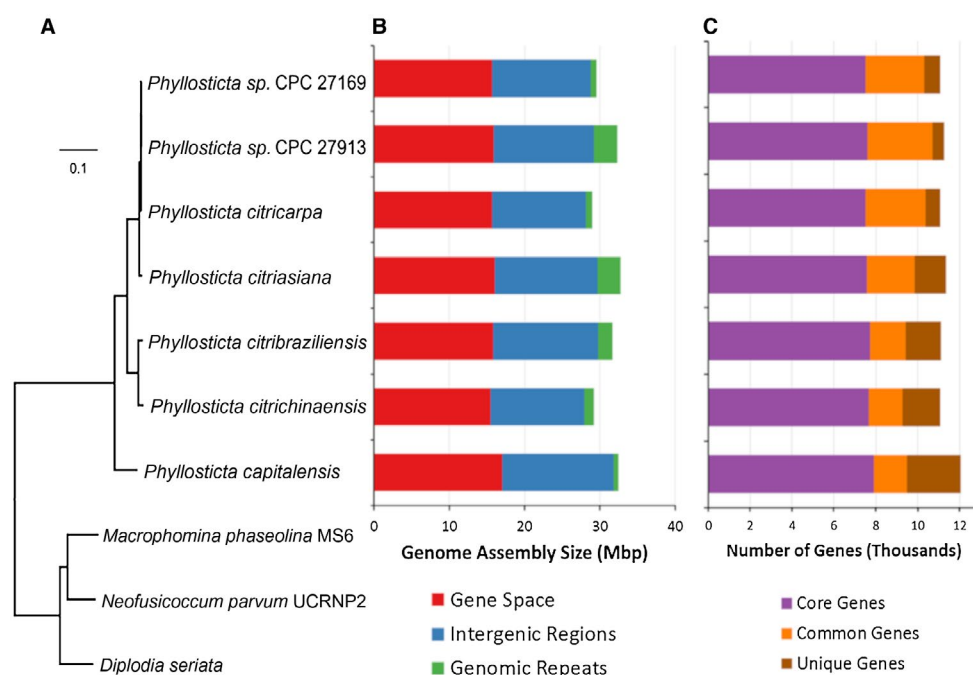 A
B
C
Phyllosticta sp. CPC 27169
Phyllosticta sp. CPC 27913
0.1
Phyllosticta citricarpa
Phyllosticta citriasiana
Phyllosticta citribraziliensis
Phyllosticta citrichinaensis
Phyllosticta capitalensis
Macrophomina phaseolina MS6
Neofusicoccum parvum UCRNP2
Diplodia seriata
0 10 20 30 40
Genome Assembly Size (Mbp)
Gene Space
Intergenic Regions
Genomic Repeats
0 2 4 6 8 10 12
Number of Genes (Thousands)
Core Genes
Common Genes
Unique Genes